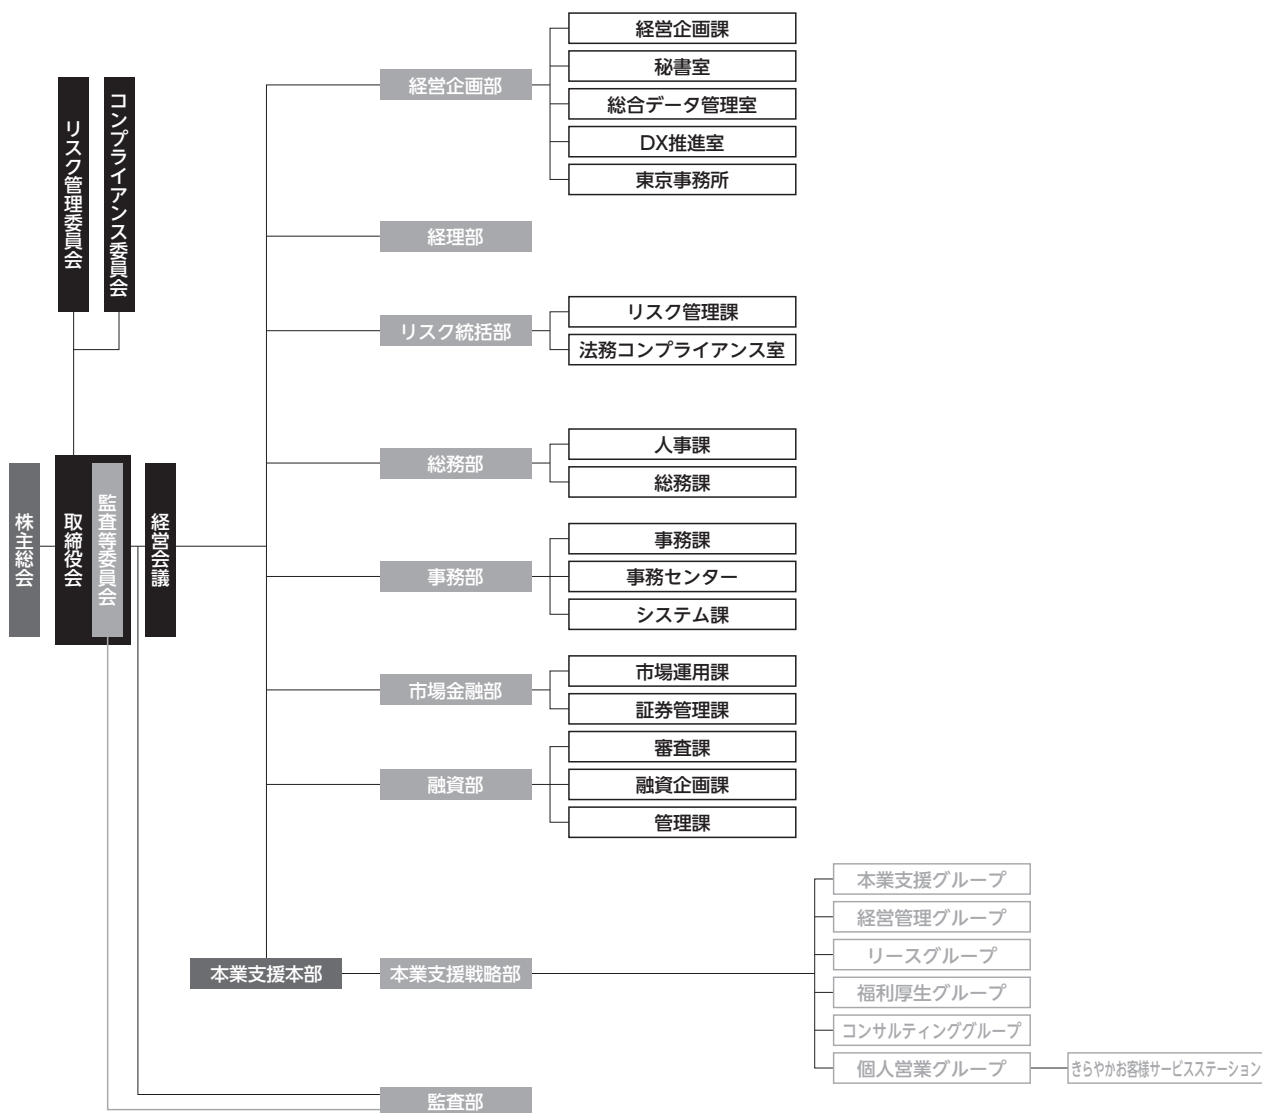 株主総会
取締役会
監査等委員会
経営会議
リスク管理委員会
コンプライアンス委員会
経営企画部
経営企画課
秘書室
総合データ管理室
DX推進室
東京事務所
経理部
リスク統括部
リスク管理課
法務コンプライアンス室
総務部
人事課
総務課
事務部
事務課
事務センター
システム課
市場金融部
市場運用課
証券管理課
融資部
審査課
融資企画課
管理課
本業支援本部
本業支援戦略部
本業支援グループ
経営管理グループ
リースグループ
福利厚生グループ
コンサルティンググループ
個人営業グループ
きらやかお客様サービスステーション
監査部